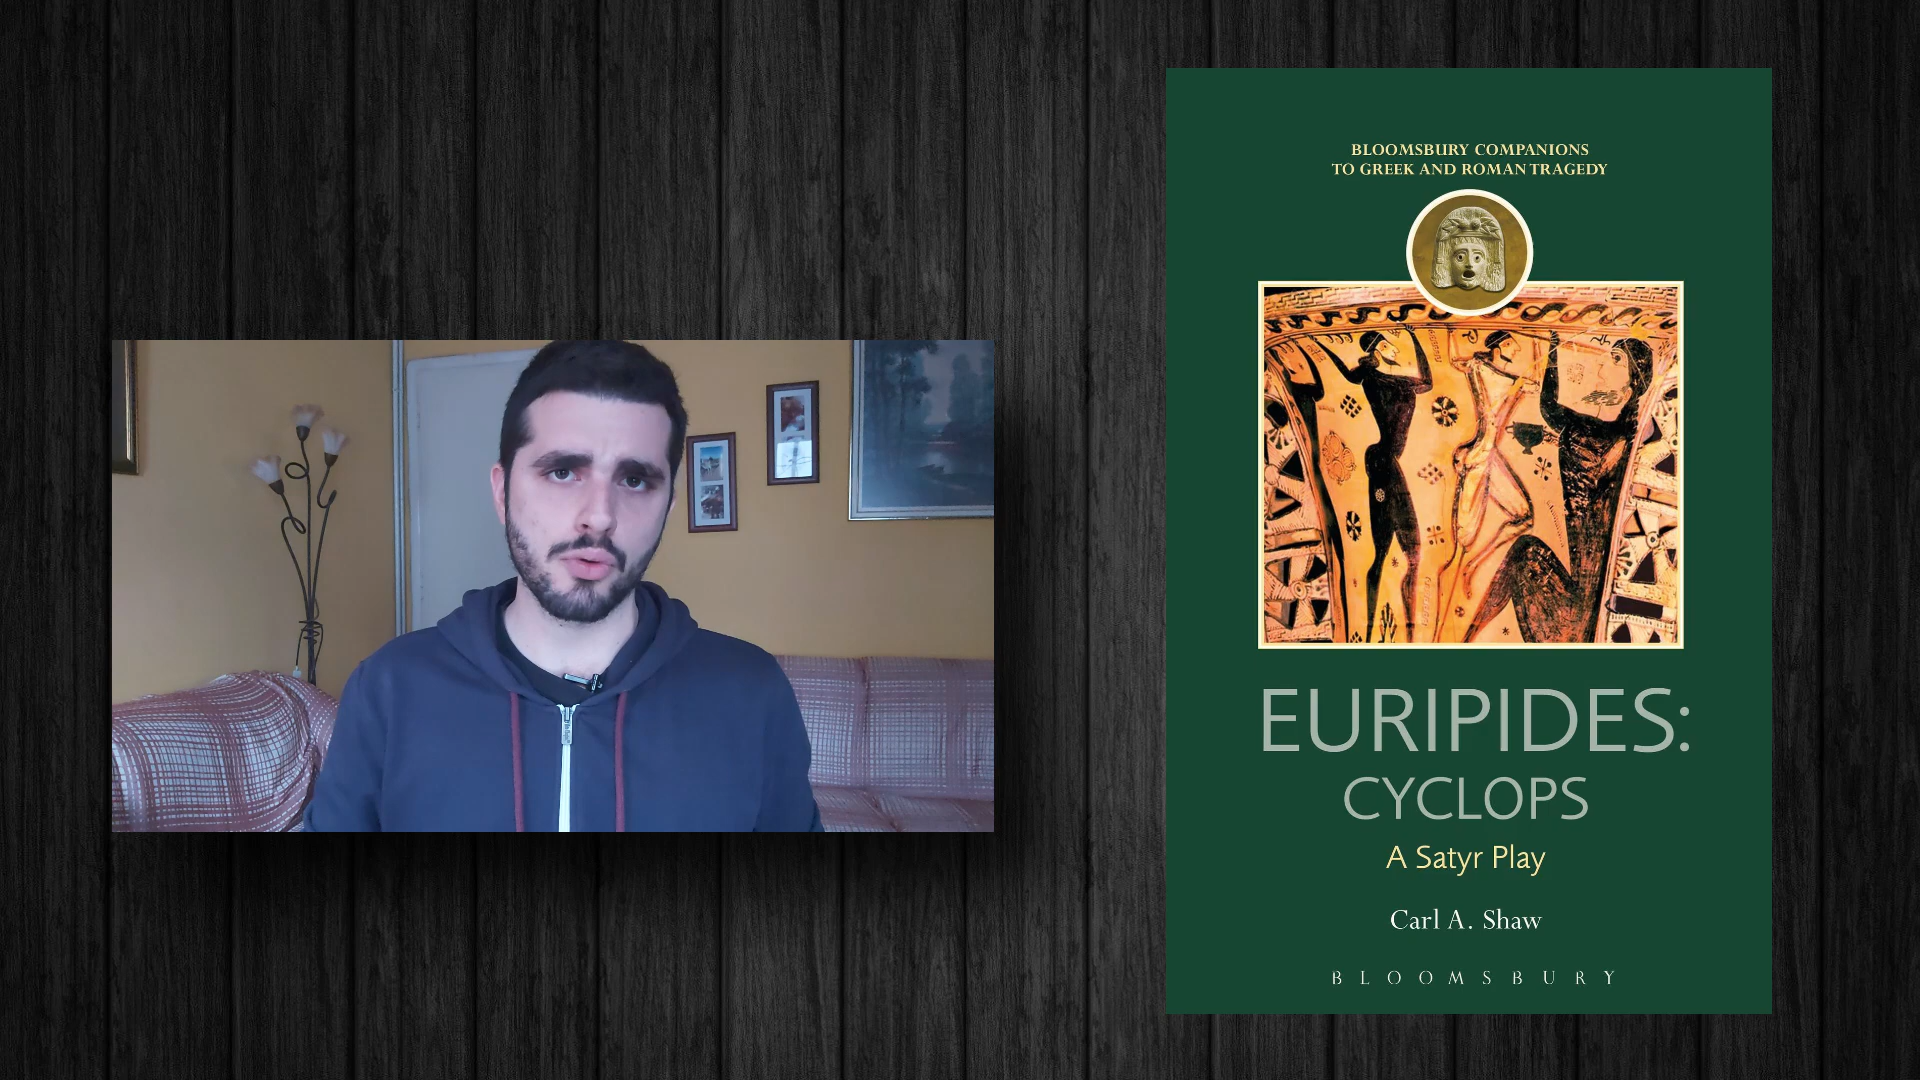 BLOOMSBURY COMPANIONS
TO GREEK AND ROMAN TRAGEDY
EURIPIDES:
CYCLOPS
A Satyr Play
Carl A. Shaw
BLOOMSBURY